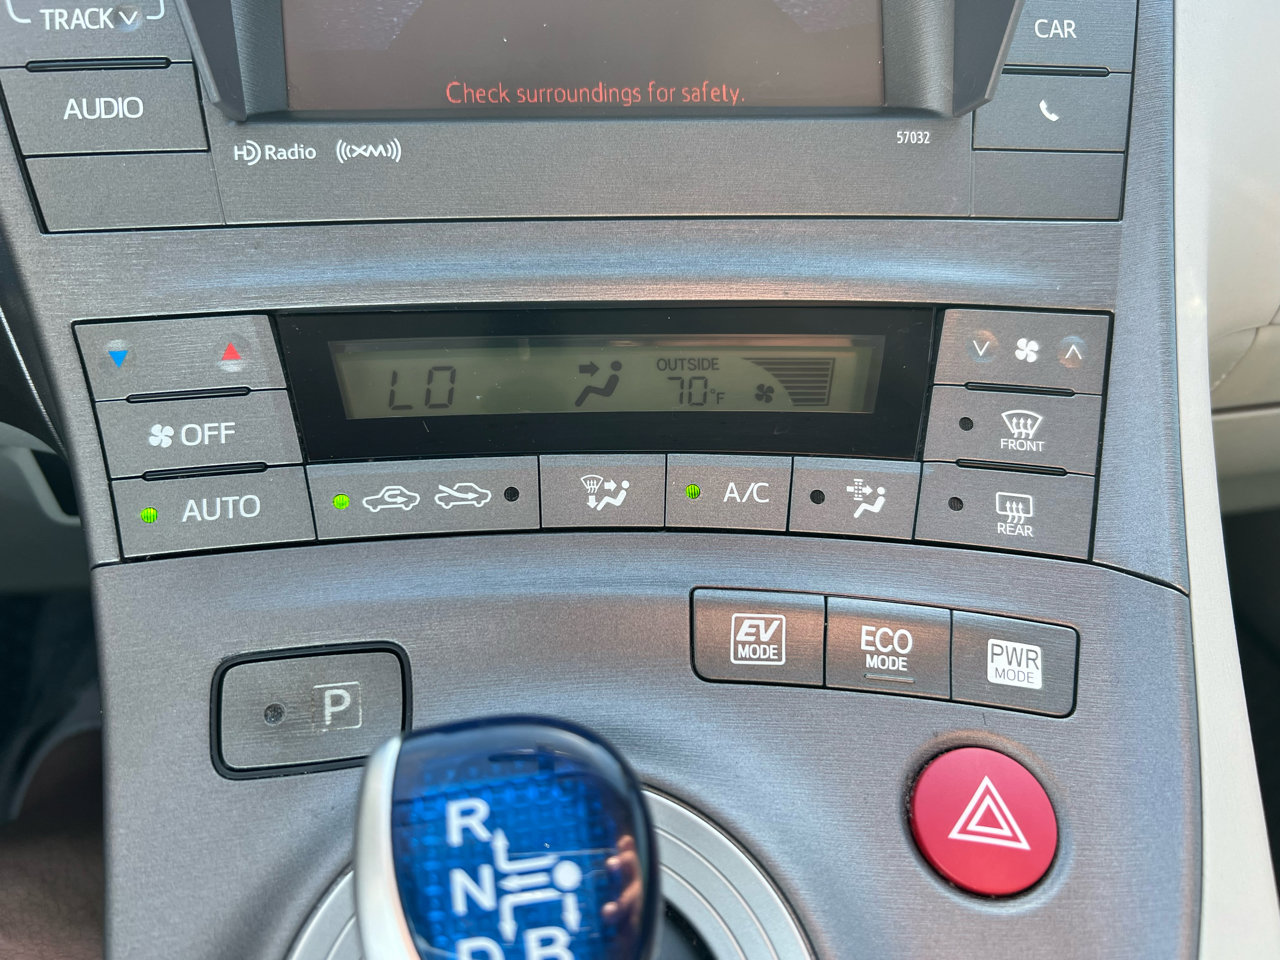 TRACK
CAR
Check surroundings for safety.
AUDIO
HD Radio ((XM))
57032
LO
OUTSIDE
70°F
OFF
FRONT
AUTO
A/C
REAR
EV
MODE
ECO
MODE
PWR
MODE
P
R
N
D
B